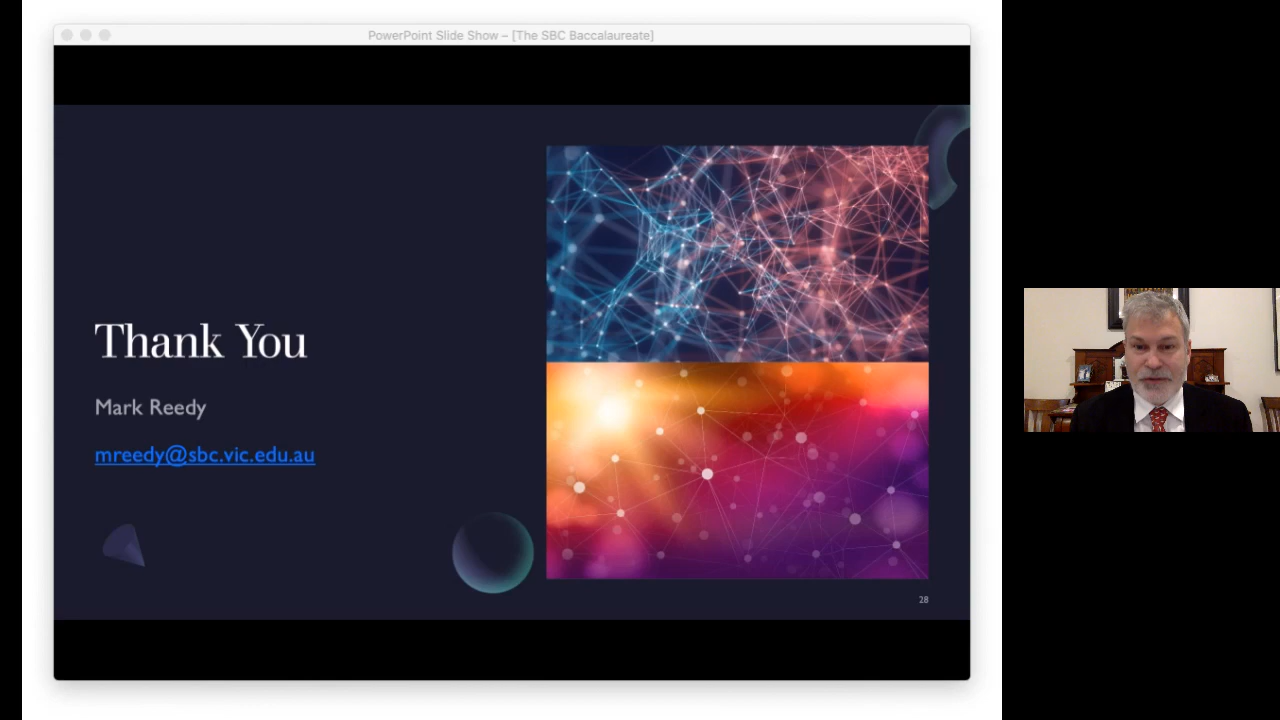 PowerPoint Slide Show – [The SBC Baccalaureate]
Thank You
Mark Reedy
mreedy@sbc.vic.edu.au
28